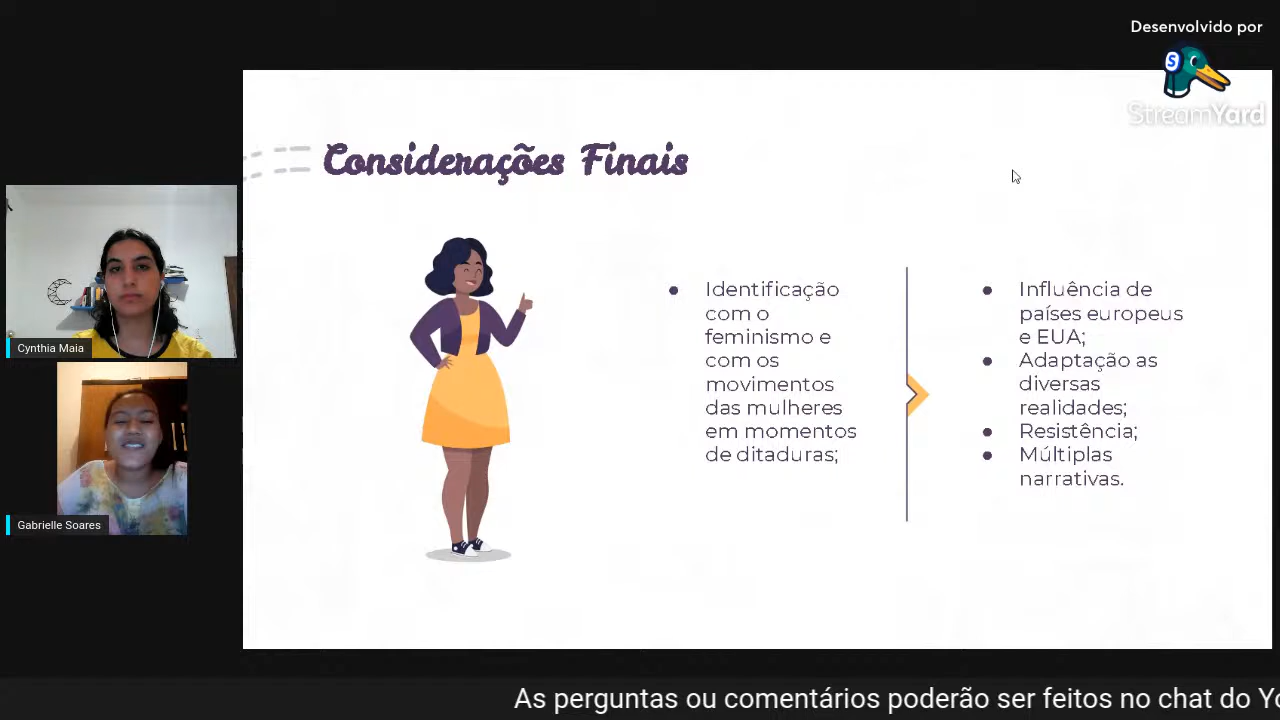 Desenvolvido por
S
StreamYard
Considerações Finais
Identificação
com o
feminismo e
com os
movimentos
das mulheres
em momentos
de ditaduras;
Influência de
países europeus
e EUA;
Adaptação as
diversas
realidades;
Resistência;
Múltiplas
narrativas.
Cynthia Maia
Gabrielle Soares
As perguntas ou comentários poderão ser feitos no chat do Yo